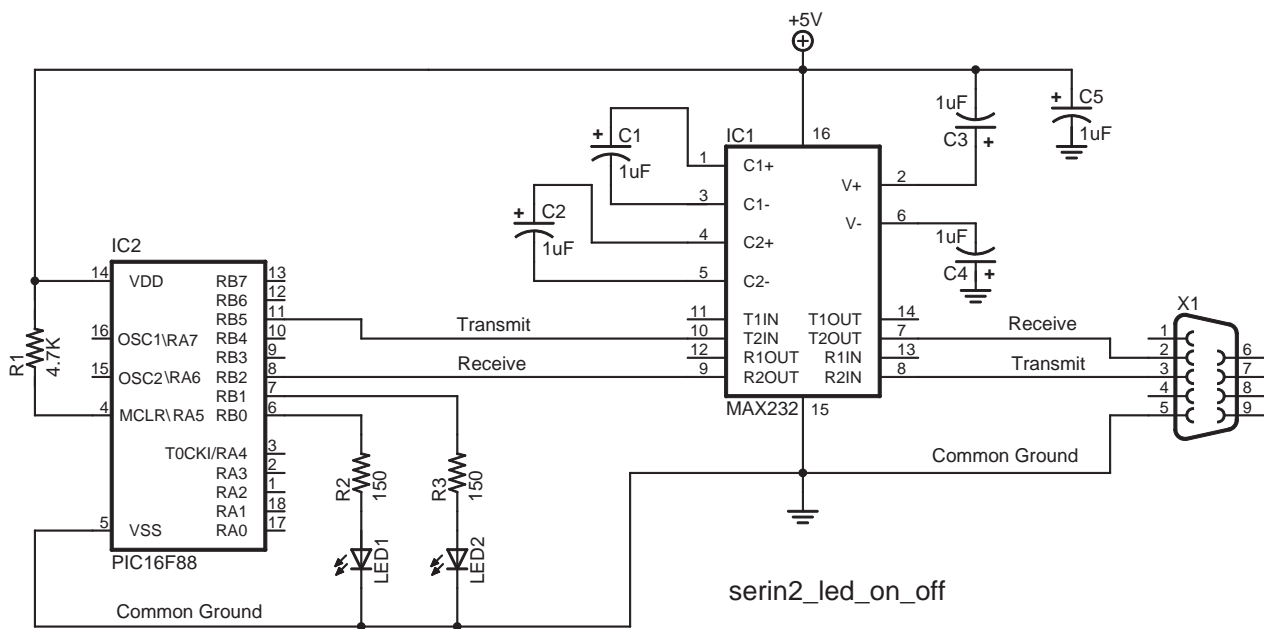 +5V
1uF
C3
+
+
C5
1uF
+
C1
1uF
+
C2
1uF
IC1
16
1
C1+
3
C1-
4
C2+
5
C2-
V+
2
V-
6
1uF
C4
+
11
T1IN
T1OUT
14
10
T2IN
T2OUT
7
12
R1OUT
R1IN
13
9
R2OUT
R2IN
8
MAX232
15
IC2
14
VDD
RB7
13
RB6
12
RB5
11
16
OSC1\RA7
RB4
10
RB3
9
15
OSC2\RA6
RB2
8
RB1
7
4
MCLR\RA5
RB0
6
T0CKI/RA4
3
RA3
2
RA2
1
RA1
18
5
VSS
RA0
17
PIC16F88
R1
4.7K
Transmit
Receive
R2
150
R3
150
LED1
LED2
Receive
Transmit
Common Ground
X1
1
2
3
4
5
6
7
8
9
Common Ground
serin2_led_on_off